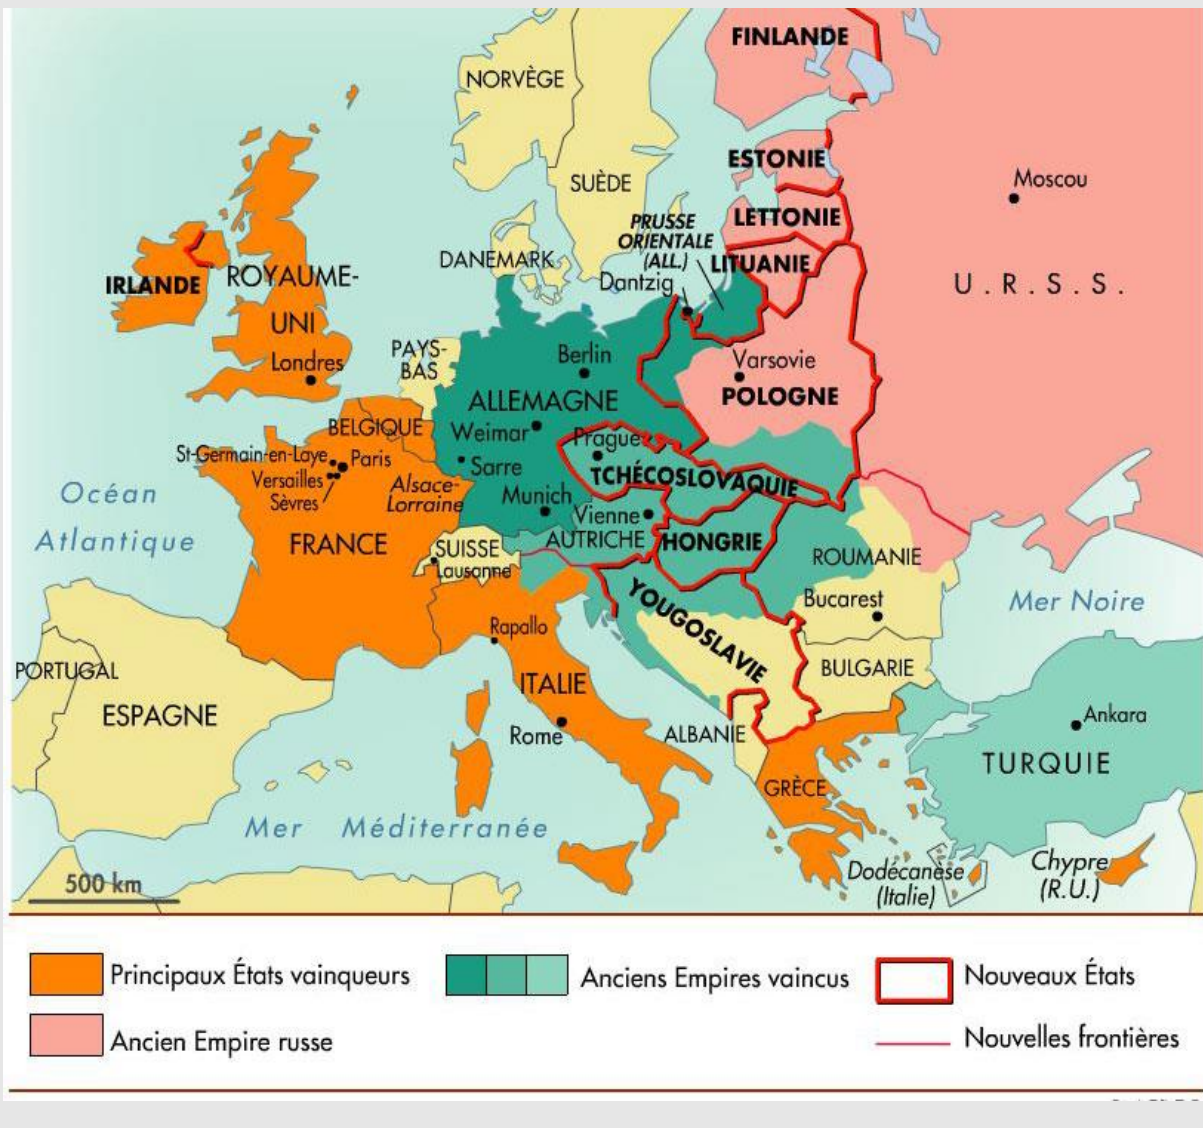 FINLANDE
NORVÈGE
ESTONIE
SUÈDE
Moscou
LETTONIE
PRUSSE
ORIENTALE
(ALL.)
DANEMARK
LITUANIE
IRLANDE
ROYAUME-
UNI
Dantzig
U.R.S.S.
Londres
PAYS-
BAS
Berlin
Varsovie
ALLEMAGNE
POLOGNE
BELGIQUE
Weimar
Prague
St-Germain-en-Laye
Paris
Versailles
Sèvres
Sarre
TCHÉCOSLOVAQUIE
Alsace-
Lorraine
Munich
Vienne
Océan
Atlantique
FRANCE
SUISSE
Lausanne
AUTRICHE
HONGRIE
ROUMANIE
Bucarest
Mer Noire
YOUGOSLAVIE
Rapallo
PORTUGAL
ESPAGNE
ITALIE
Rome
BULGARIE
ALBANIE
Ankara
TURQUIE
GRÈCE
Mer Méditerranée
Dodécanèse
(Italie)
Chypre
(R.U.)
500 km
Principaux États vainqueurs
Anciens Empires vaincus
Nouveaux États
Ancien Empire russe
Nouvelles frontières